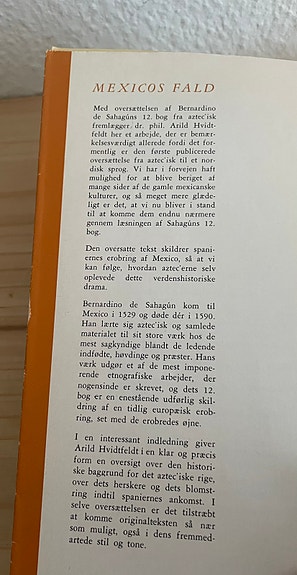 MEXICOS FALD
Med oversættelsen af Bernardino
de Sahagúns 12. bog fra aztec'isk
fremlægger dr. phil. Arild Hvidt-
feldt her et arbejde, der er bemær-
kelsesværdigt allerede fordi det for-
mentlig er den første publicerede
oversættelse fra aztec'isk til et nor-
disk sprog. Vi har i forvejen haft
mulighed for at blive beriget af
mange sider af de gamle mexicanske
kulturer, og så meget mere glæde-
ligt er det, at vi nu bliver i stand
til at komme dem endnu nærmere
gennem læsningen af Sahagúns 12.
bog.
Den oversatte tekst skildrer spani-
ernes erobring af Mexico, så at vi
kan følge, hvordan aztec'erne selv
oplevede dette verdenshistoriske
drama.
Bernardino de Sahagún kom til
Mexico i 1529 og døde dér i 1590.
Han lærte sig aztec'isk og samlede
materialet til sit store værk hos de
mest sagkyndige blandt de ledende
indfødte, høvdinge og præster. Hans
værk udgør et af de mest impone-
rende etnografiske arbejder, der
nogensinde er skrevet, og dets 12.
bog er en enestående udførlig skil-
dring af en tidlig europæisk erob-
ring, set med de erobredes øjne.
I en interessant indledning giver
Arild Hvidtfeldt i en klar og præcis
form en oversigt over den histori-
ske baggrund for det aztec'iske rige,
over dets herskere og dets blomst-
ring indtil spaniernes ankomst. I
selve oversættelsen er det tilstræbt
at komme originalteksten så nær
som muligt, også i dens fremmed-
artede stil og tone.